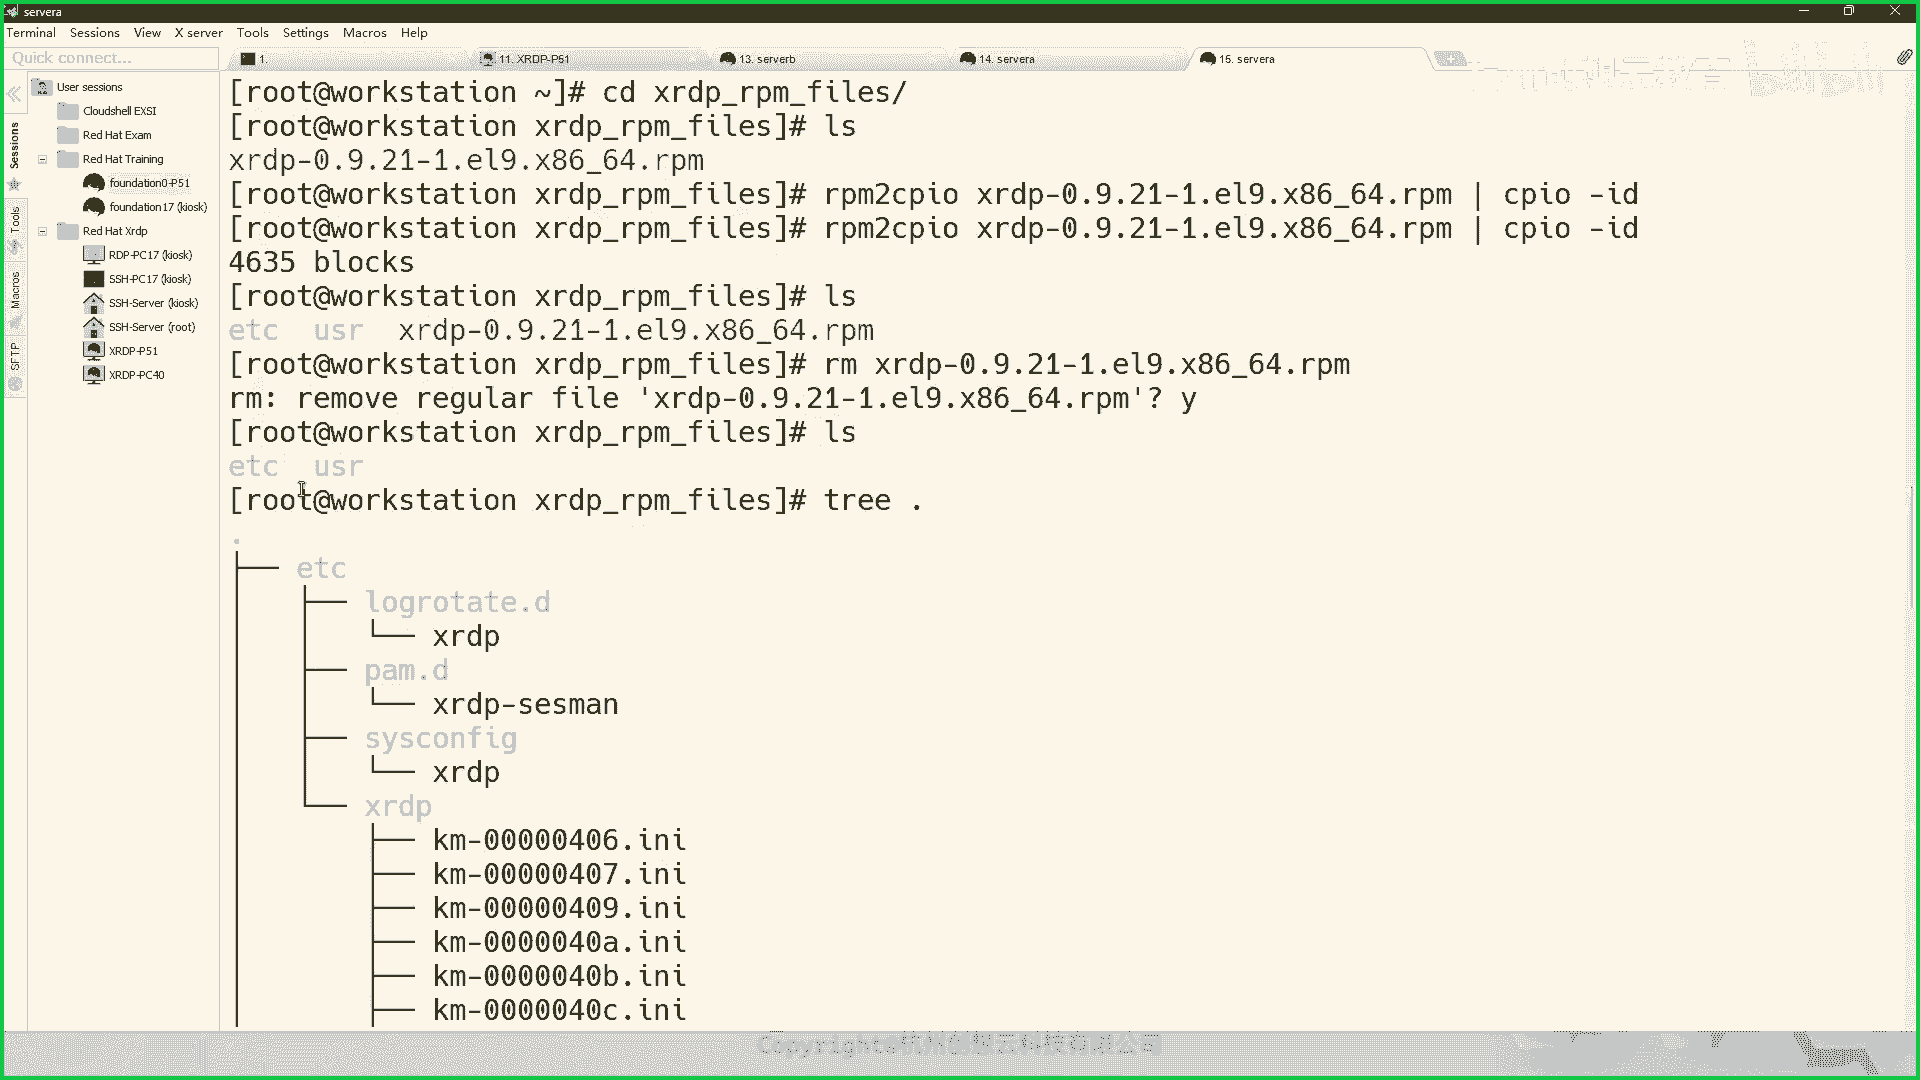 servera
Terminal Sessions View X server Tools Settings Macros Help
Quick connect...
1.
11. XRDP-P51
13. serverb
14. servera
15. servera
Sessions
Tools
Macros
SFTP
User sessions
Cloudshell EXSI
Red Hat Exam
Red Hat Training
foundation0-P51
foundation17 (kiosk)
Red Hat Xrdp
RDP-PC17 (kiosk)
SSH-PC17 (kiosk)
SSH-Server (kiosk)
SSH-Server (root)
XRDP-P51
XRDP-PC40
[root@workstation ~]# cd xrdp_rpm_files/
[root@workstation xrdp_rpm_files]# ls
xrdp-0.9.21-1.el9.x86_64.rpm
[root@workstation xrdp_rpm_files]# rpm2cpio xrdp-0.9.21-1.el9.x86_64.rpm | cpio -id
[root@workstation xrdp_rpm_files]# rpm2cpio xrdp-0.9.21-1.el9.x86_64.rpm | cpio -id
4635 blocks
[root@workstation xrdp_rpm_files]# ls
etc  usr  xrdp-0.9.21-1.el9.x86_64.rpm
[root@workstation xrdp_rpm_files]# rm xrdp-0.9.21-1.el9.x86_64.rpm
rm: remove regular file 'xrdp-0.9.21-1.el9.x86_64.rpm'? y
[root@workstation xrdp_rpm_files]# ls
etc  usr
[root@workstation xrdp_rpm_files]# tree .
.
├── etc
│   ├── logrotate.d
│   │   └── xrdp
│   ├── pam.d
│   │   └── xrdp-sesman
│   ├── sysconfig
│   │   └── xrdp
│   └── xrdp
│       ├── km-00000406.ini
│       ├── km-00000407.ini
│       ├── km-00000409.ini
│       ├── km-0000040a.ini
│       ├── km-0000040b.ini
│       ├── km-0000040c.ini